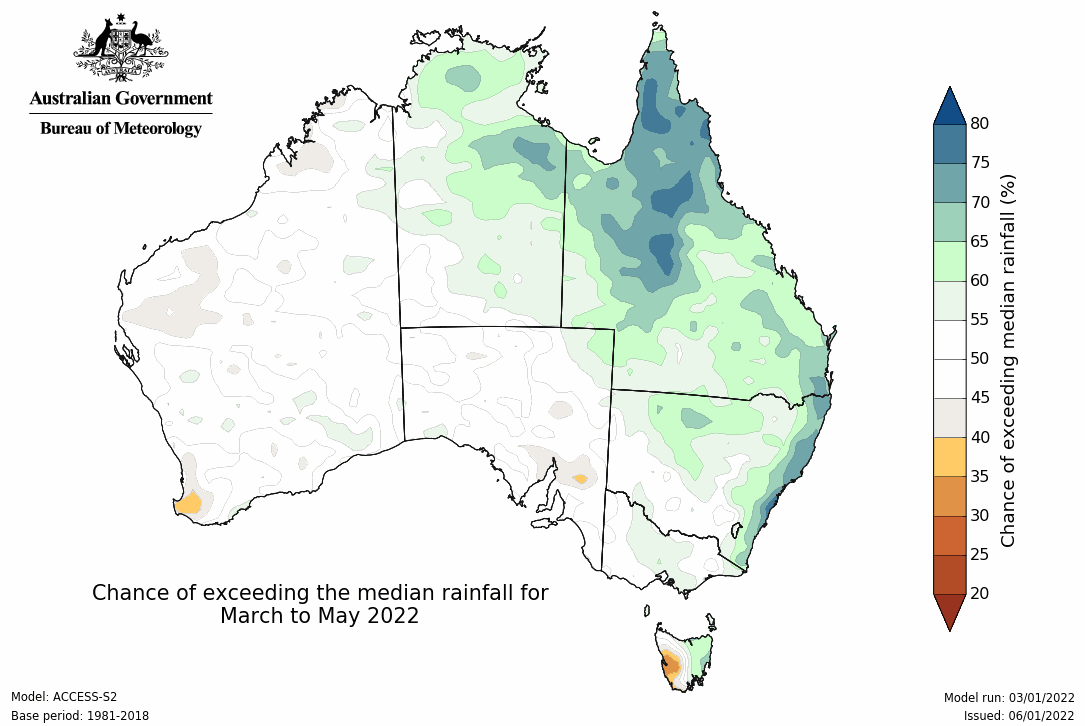 AUSTRALIA
Australian Government
Bureau of Meteorology
80
75
70
65
60
55
50
45
40
35
30
25
20
Chance of exceeding median rainfall (%)
Chance of exceeding the median rainfall for
March to May 2022
Model: ACCESS-S2
Base period: 1981-2018
Model run: 03/01/2022
Issued: 06/01/2022